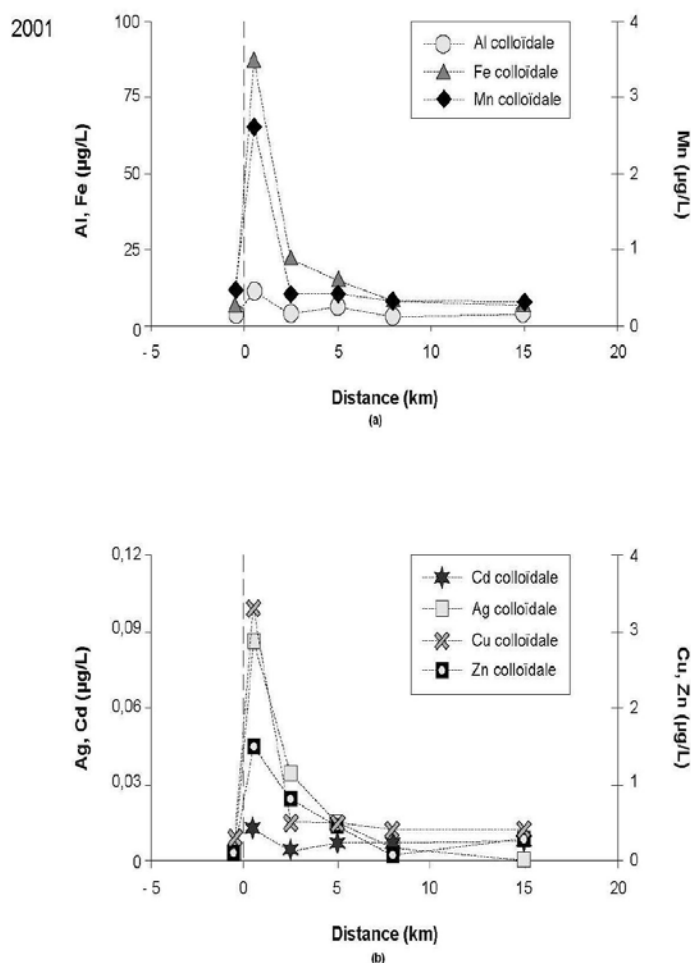 2001
100
75
50
25
0
Al, Fe (µg/L)
Al colloïdale
Fe colloïdale
Mn colloïdale
4
3
2
1
0
Mn (µg/L)
- 5
0
5
10
15
20
Distance (km)
(a)
0,12
0,09
0,06
0,03
0
Ag, Cd (µg/L)
Cd colloïdale
Ag colloïdale
Cu colloïdale
Zn colloïdale
4
3
2
1
0
Cu, Zn (µg/L)
- 5
0
5
10
15
20
Distance (km)
(b)